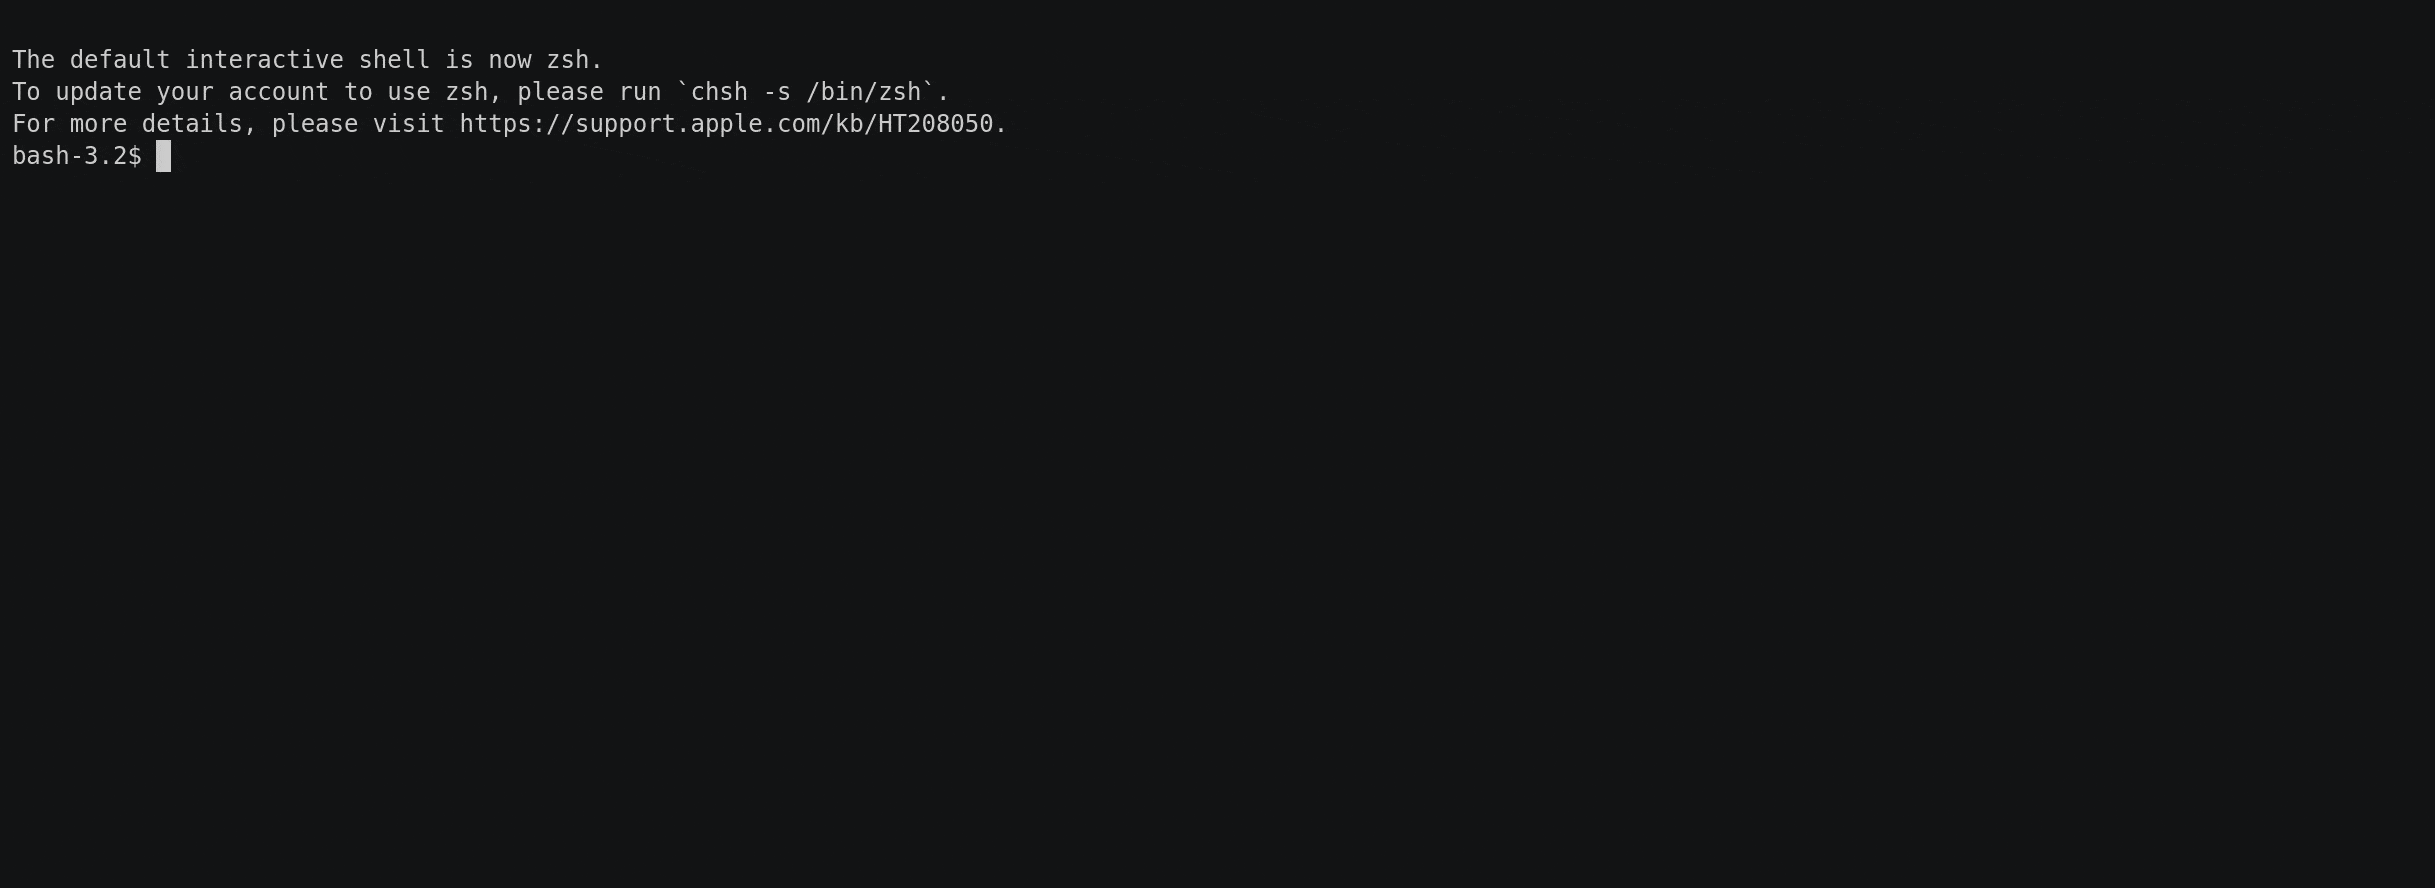 The default interactive shell is now zsh.
To update your account to use zsh, please run `chsh -s /bin/zsh`.
For more details, please visit https://support.apple.com/kb/HT208050.
bash-3.2$